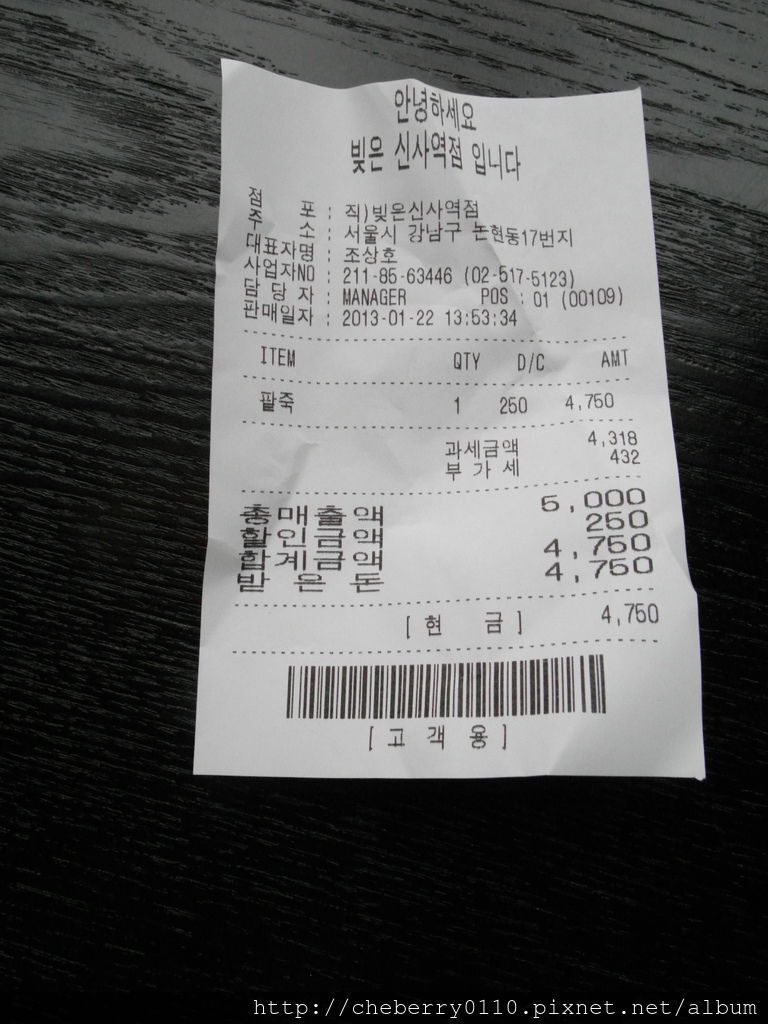 안녕하세요
빚은 신사역점 입니다
점 포 : 직)빚은신사역점
주 소 : 서울시 강남구 논현동17번지
대표자명 : 조상호
사업자NO : 211-85-63446 (02-517-5123)
담 당 자 : MANAGER POS : 01 (00109)
판매일자 : 2013-01-22 13:53:34
ITEM QTY D/C AMT
팥죽 1 250 4,750
과세금액 4,318
부 가 세 432
총매출액 5,000
할인금액 250
합계금액 4,750
받 은 돈 4,750
[ 현 금 ] 4,750
[ 고 객 용 ]
http://cheberry0110.pixnet.net/album